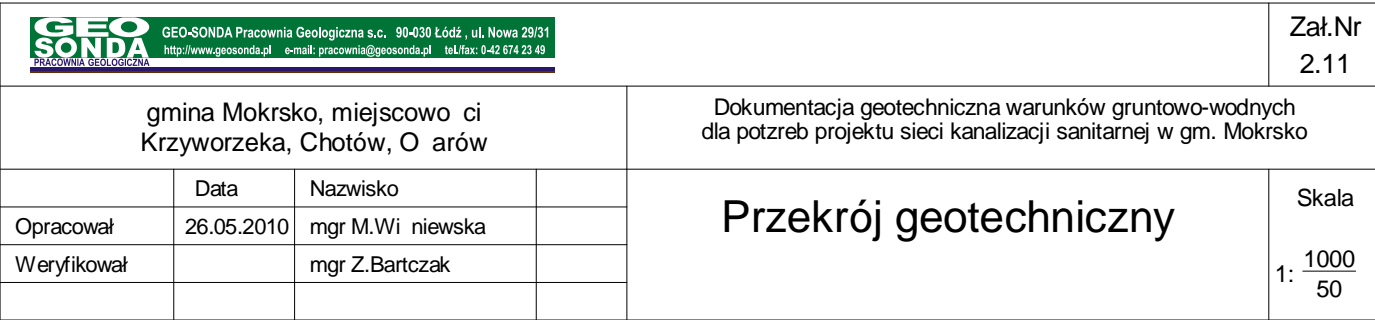 GEO
SONDA
PRACOWNIA GEOLOGICZNA
GEO-SONDA Pracownia Geologiczna s.c. 90-030 Łódź , ul. Nowa 29/31
http://www.geosonda.pl e-mail: pracownia@geosonda.pl tel./fax: 0-42 674 23 49
Zał.Nr
2.11
gmina Mokrsko, miejscowo ci
Krzyworzeka, Chotów, O arów
Dokumentacja geotechniczna warunków gruntowo-wodnych
dla potzreb projektu sieci kanalizacji sanitarnej w gm. Mokrsko
Data Nazwisko
Opracował 26.05.2010 mgr M.Wi niewska
Weryfikował mgr Z.Bartczak
Przekrój geotechniczny
Skala
1: 1000
50